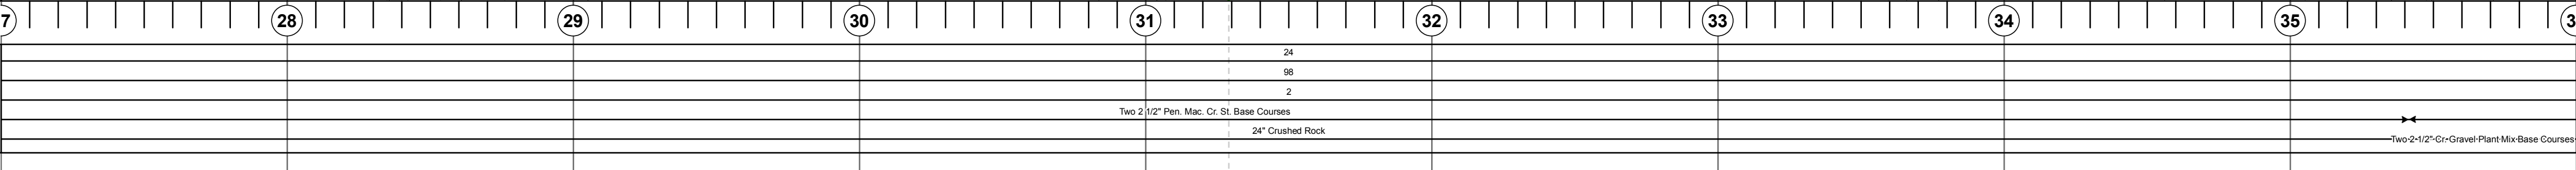 7 28 29 30 31 32 33 34 35 3
24
98
2
Two 2 1/2" Pen. Mac. Cr. St. Base Courses
24" Crushed Rock
Two 2-1/2" Cr. Gravel Plant Mix Base Courses